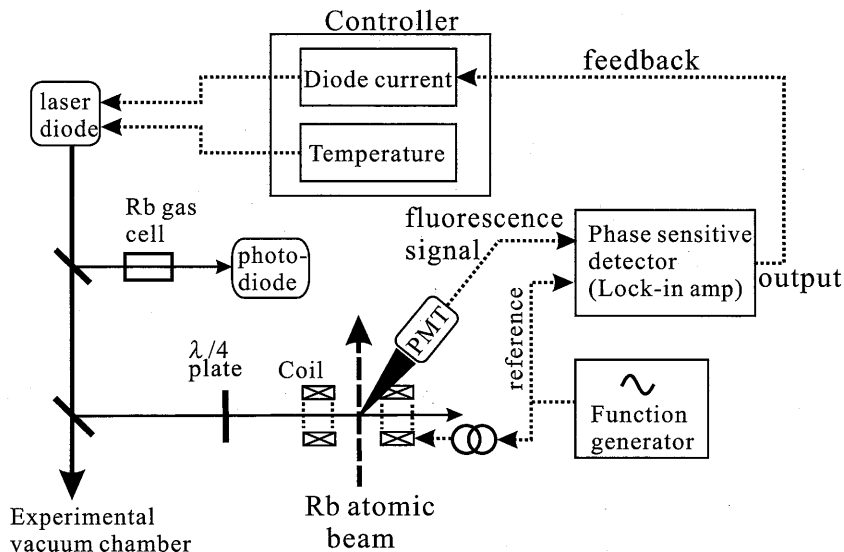 Controller
Diode current
feedback
laser
diode
Temperature
Rb gas
cell
photo-
diode
fluorescence
signal
Phase sensitive
detector
(Lock-in amp)
output
PMT
reference
λ/4
plate
Coil
Function
generator
Rb atomic
beam
Experimental
vacuum chamber